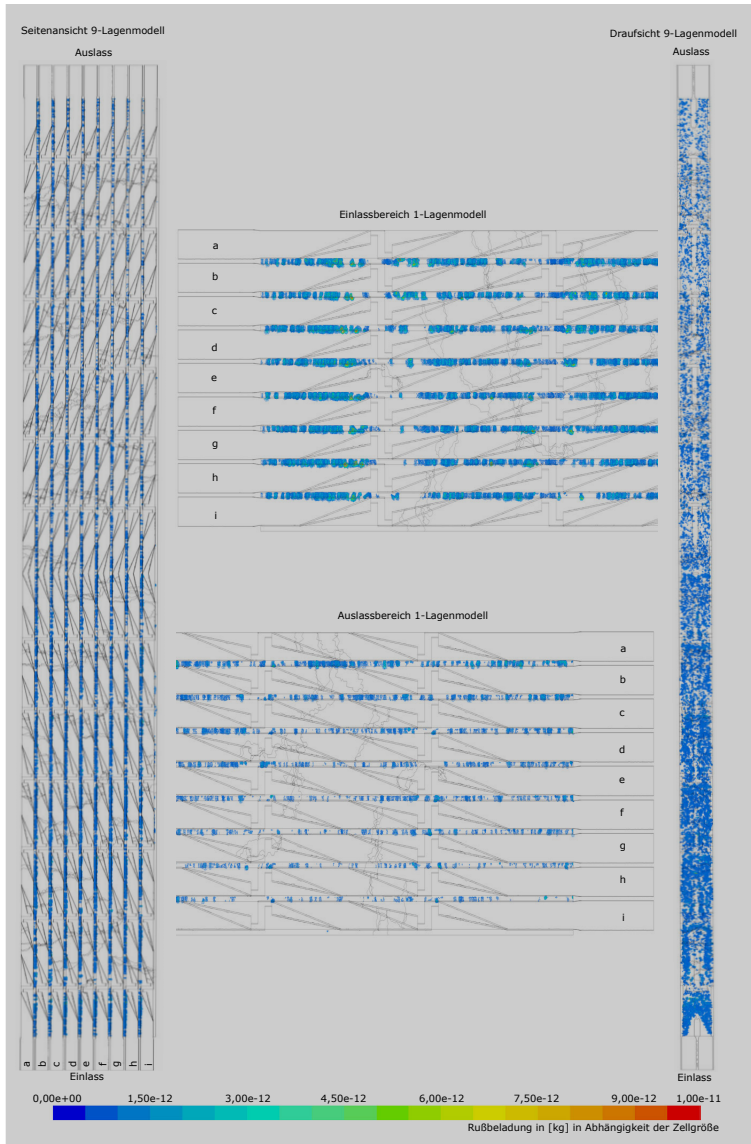 Seitenansicht 9-Lagenmodell
Auslass
Draufsicht 9-Lagenmodell
Auslass
Einlassbereich 1-Lagenmodell
a
b
c
d
e
f
g
h
i
Auslassbereich 1-Lagenmodell
a
b
c
d
e
f
g
h
i
a b c d e f g h i
Einlass
Einlass
0,00e+00 1,50e-12 3,00e-12 4,50e-12 6,00e-12 7,50e-12 9,00e-12 1,00e-11
Rußbeladung in [kg] in Abhängigkeit der Zellgröße